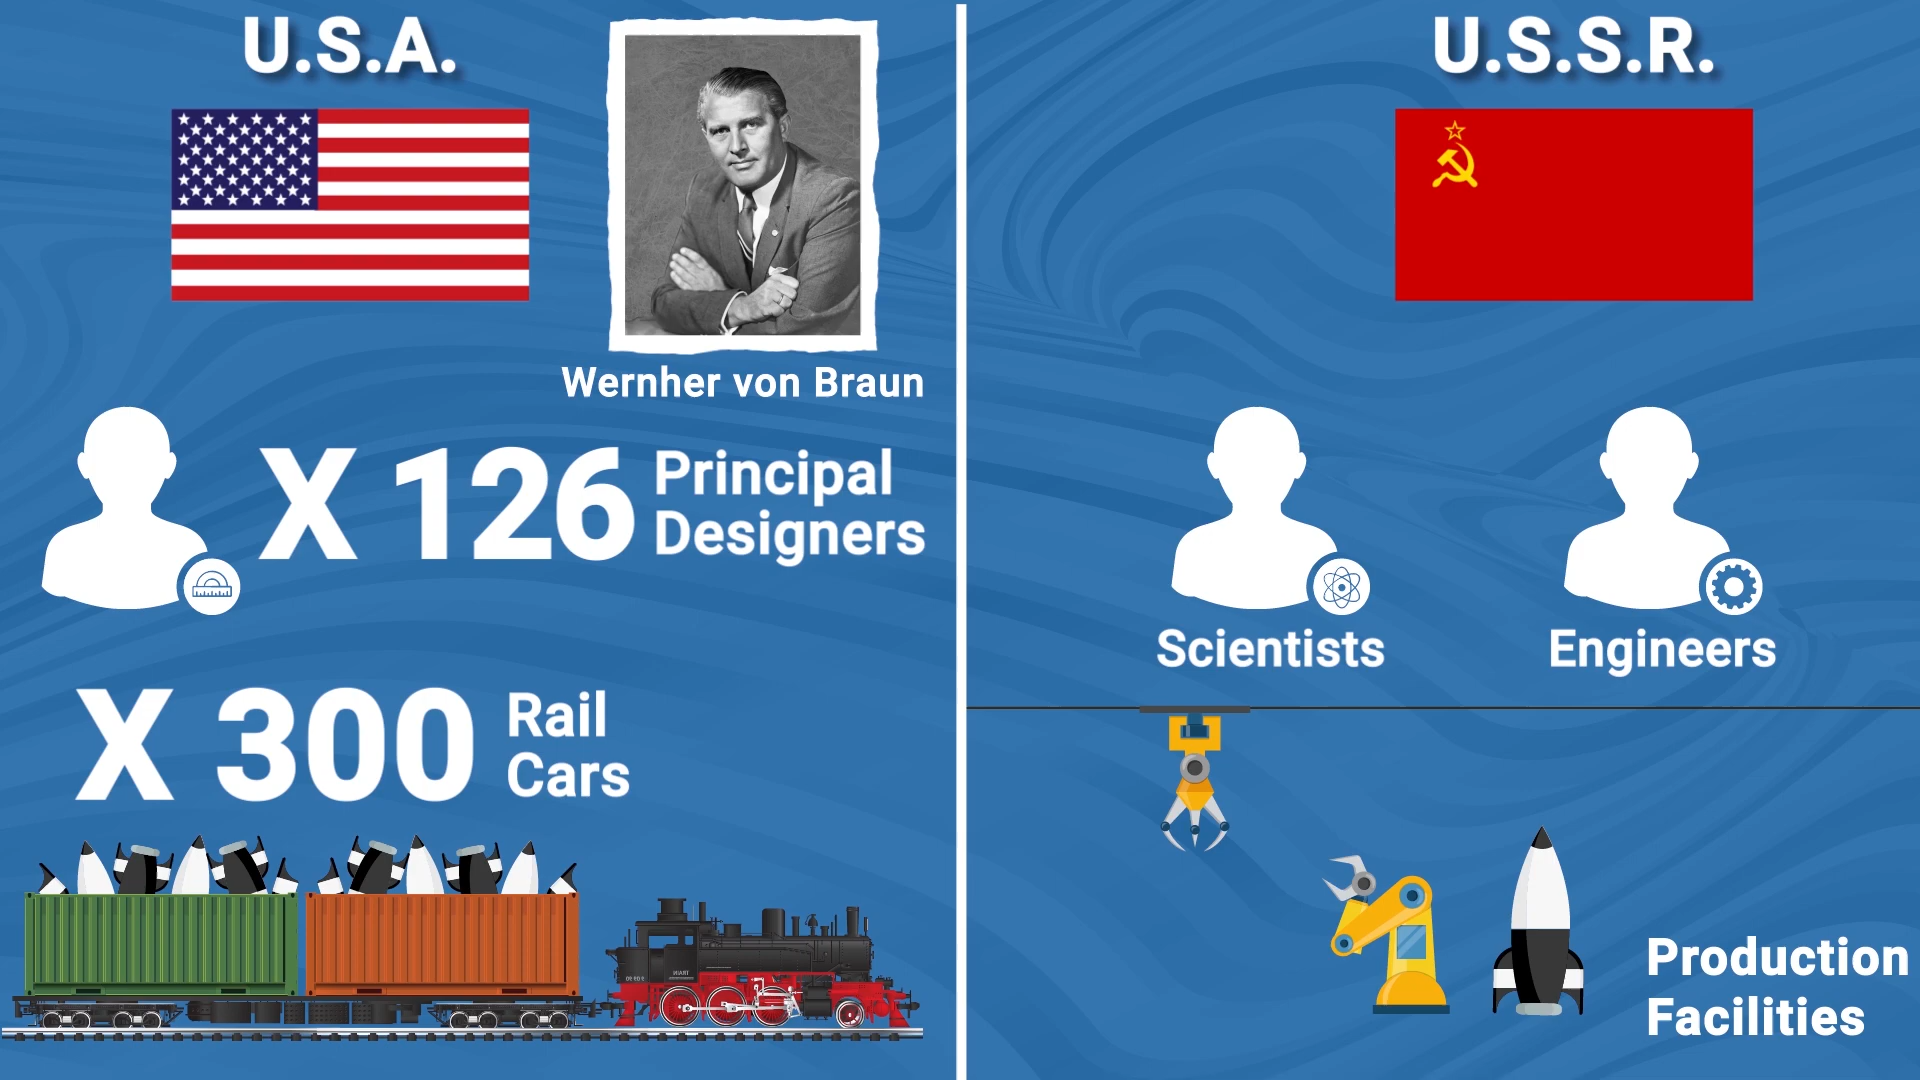 U.S.A.
Wernher von Braun
X 126 Principal
Designers
X 300 Rail
Cars
U.S.S.R.
Scientists
Engineers
Production
Facilities